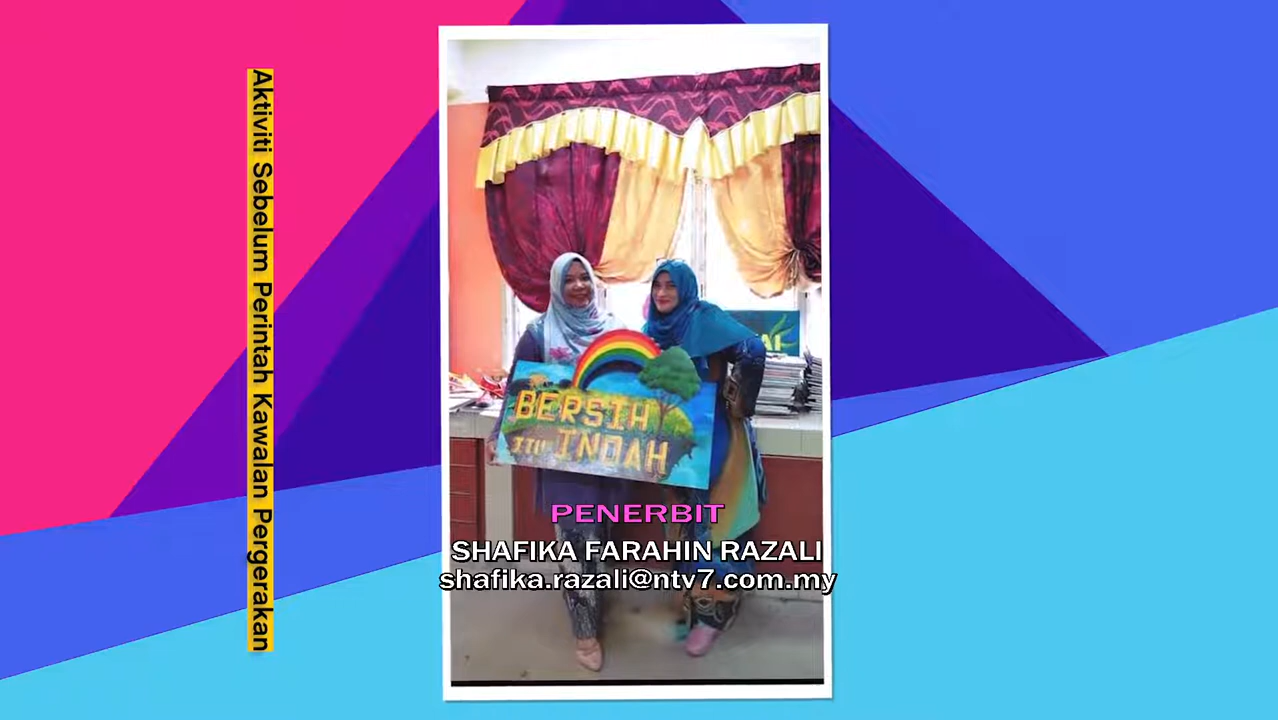 Aktiviti Sebelum Perintah Kawalan Pergerakan
BERSIH
ITU INDAH
PENERBIT
SHAFIKA FARAHIN RAZALI
shafika.razali@ntv7.com.my